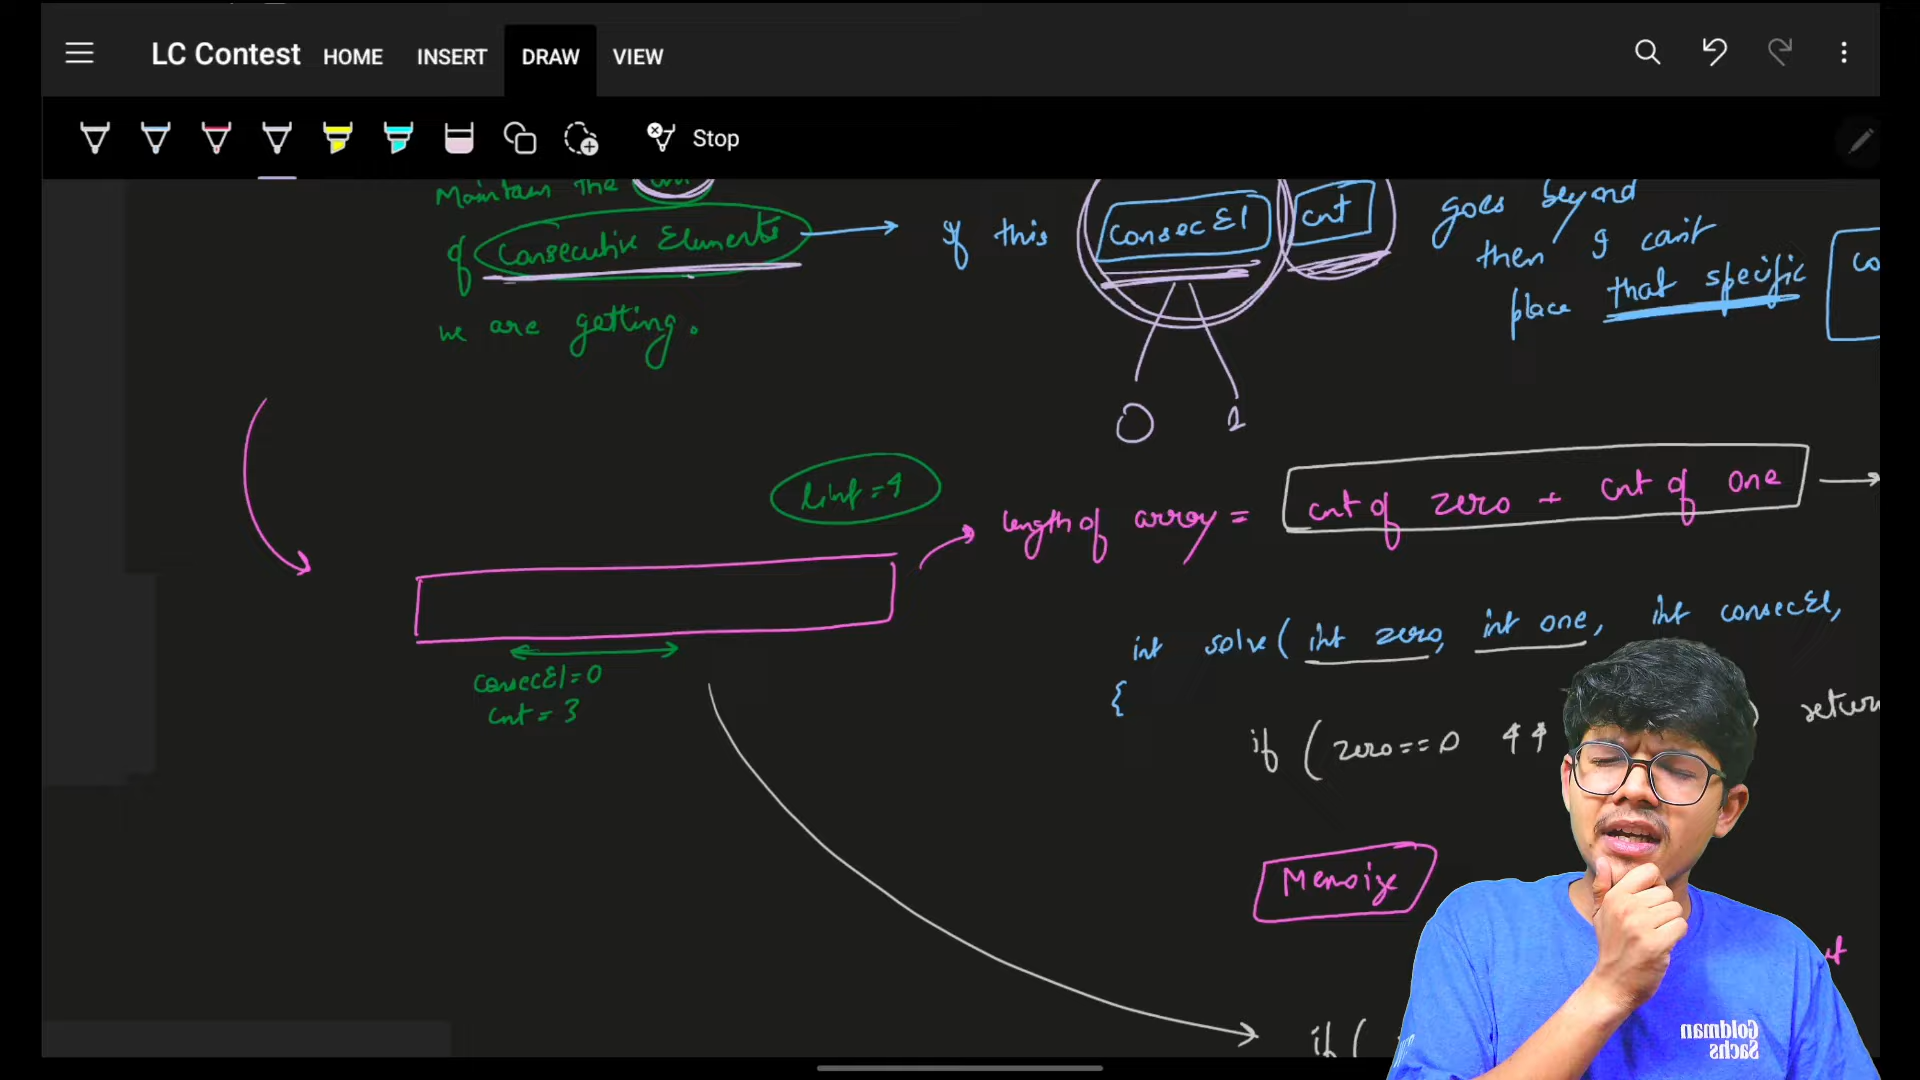 LC Contest HOME INSERT DRAW VIEW
Stop
Maintain the
of Consecutive Elements
we are getting.
If this ConsecEl cnt goes beyond
then I can't
place that specific
co
0 1
limit=4
length of array = cnt of zero + cnt of one
consecEl=0
cnt = 3
int solve( int zero, int one, int consecEl,
{
if ( zero==0 ) return
Memoize
if (
Goldman
Sachs